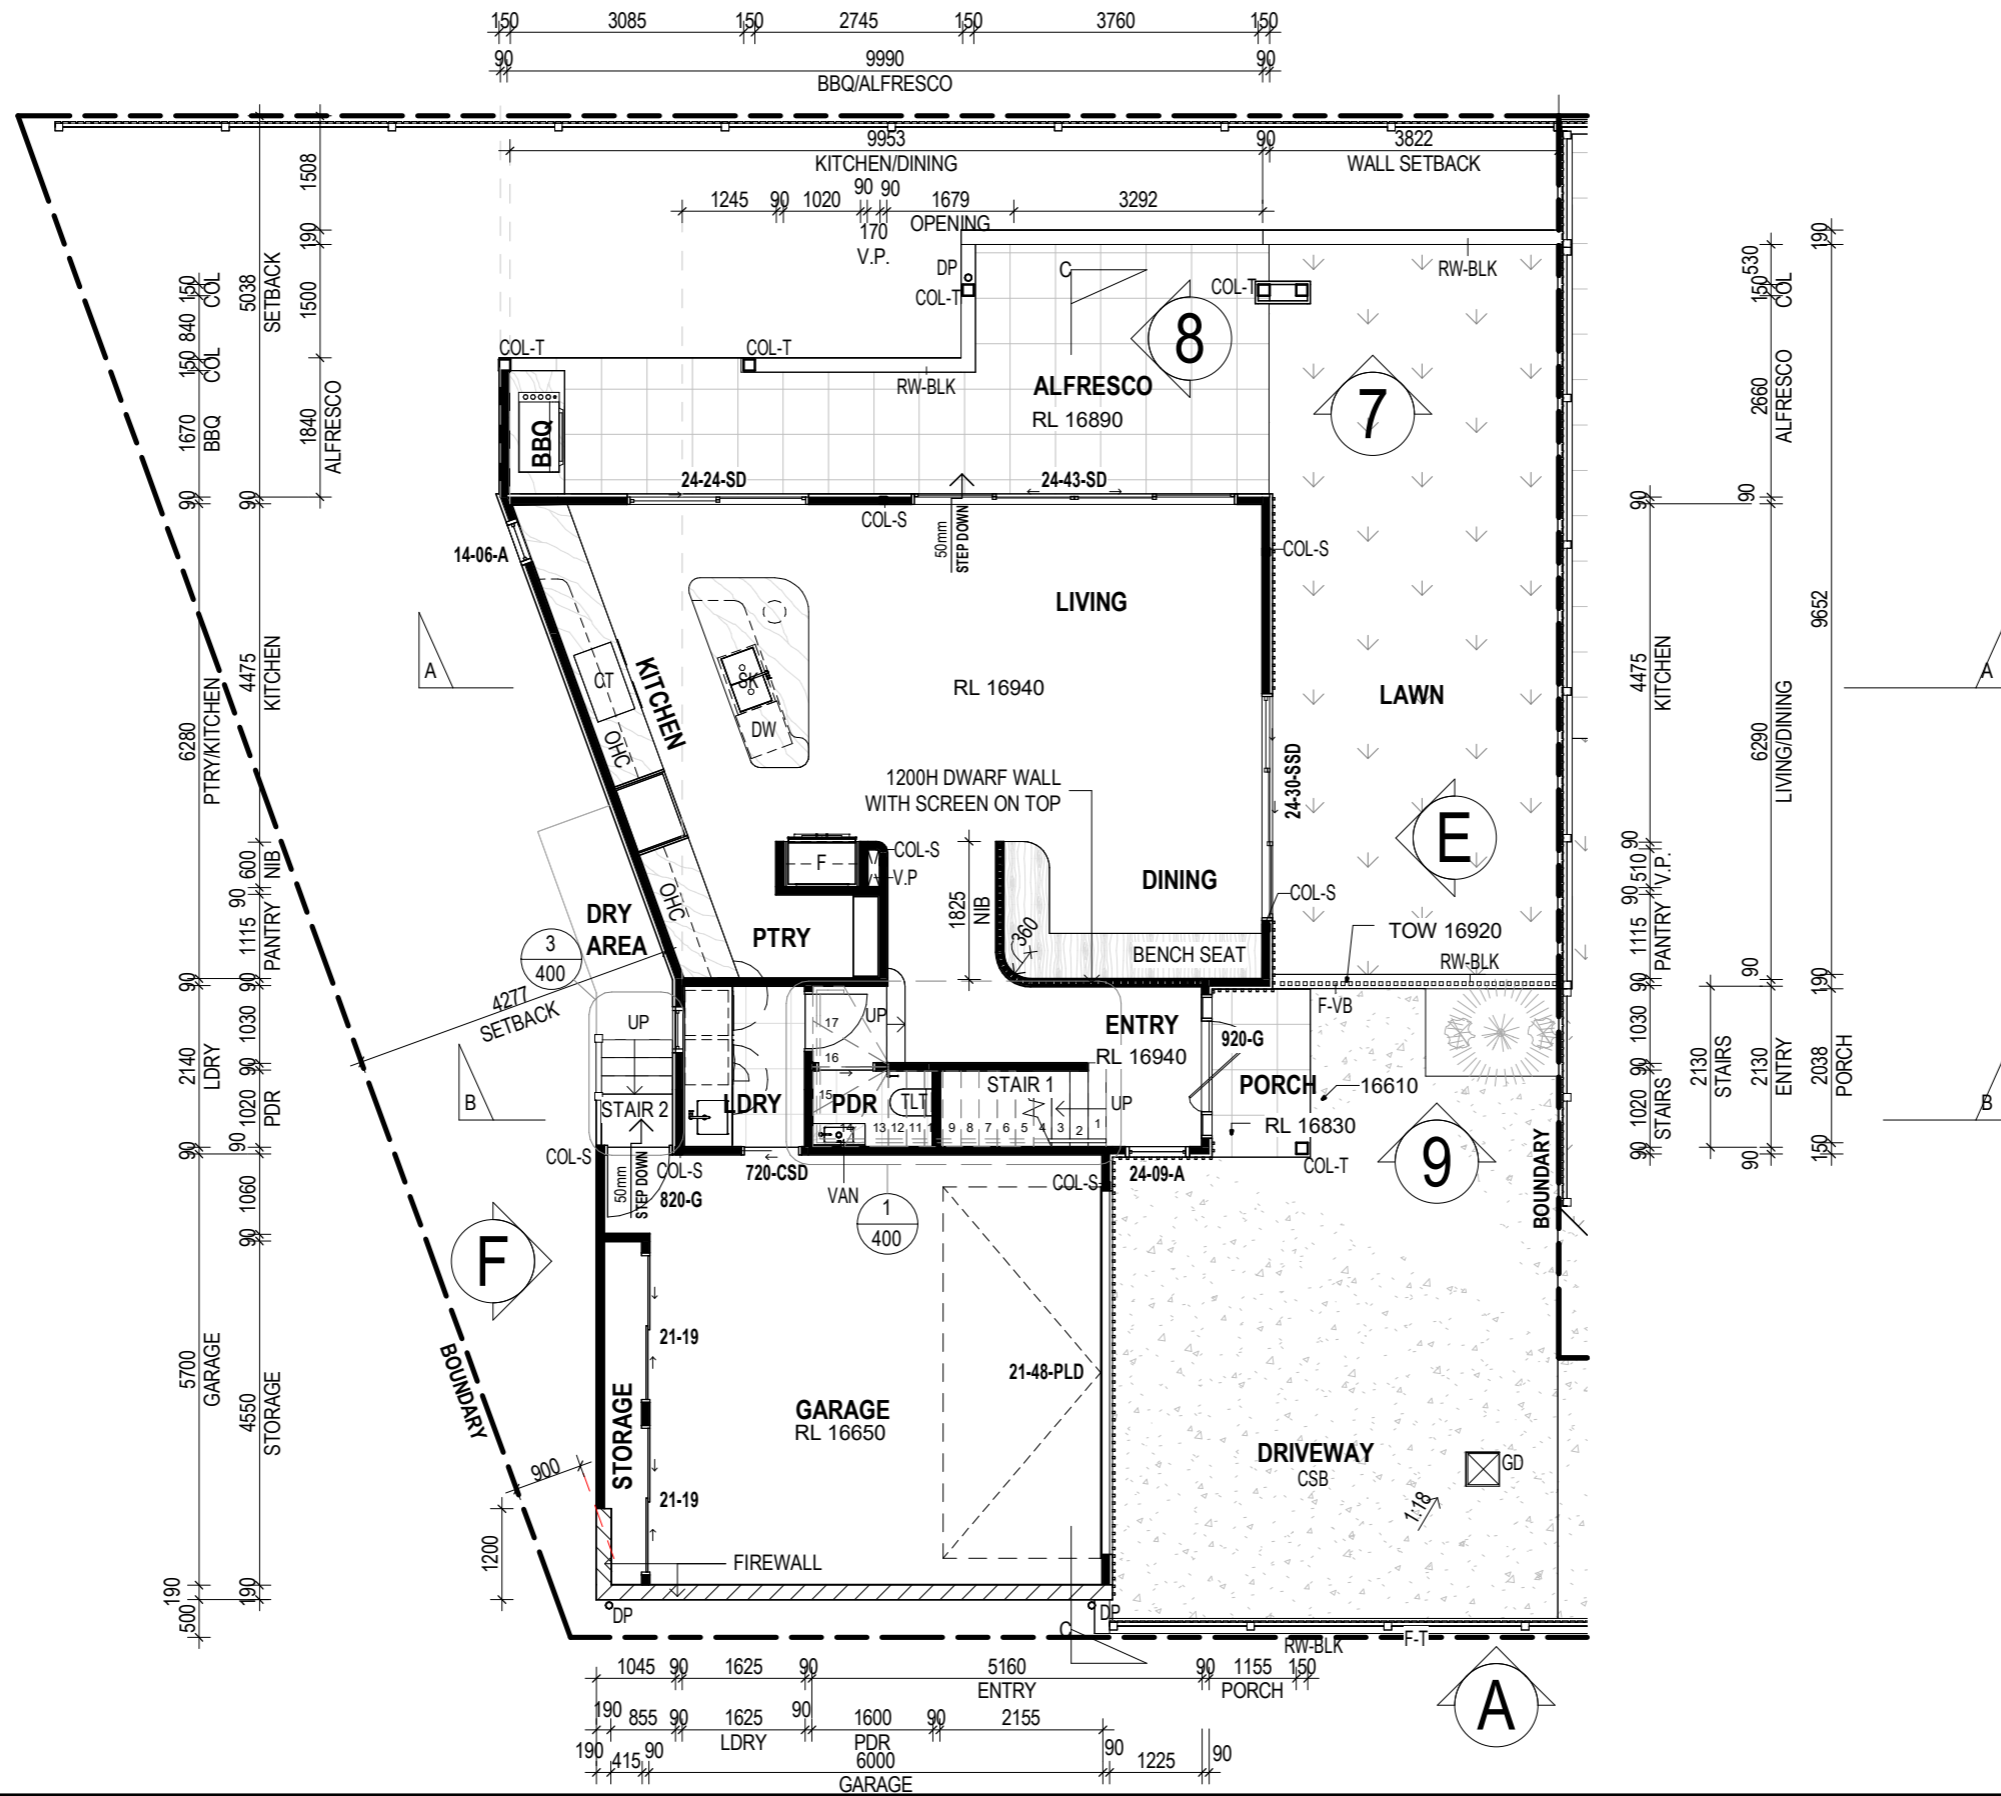 150 3085 150 2745 150 3760 150
90 9990 90
BBQ/ALFRESCO
9953 90 3822
KITCHEN/DINING WALL SETBACK
1245 90 1020 90 90 1679 3292
OPENING
170
V.P.
1508
190
1500
1840
ALFRESCO
5038
SETBACK
90
4475
KITCHEN
600
NIB
90
1115
PANTRY
90
1030
90
1020
PDR
90
1060
90
4550
STORAGE
190
150
COL
840
150
COL
1670
BBQ
90
6280
PTRY/KITCHEN
90
2140
LDRY
90
5700
GARAGE
190
500
DP
COL-T
C
COL-T
RW-BLK
8
COL-T
COL-T
RW-BLK
ALFRESCO
RL 16890
7
BBQ
24-24-SD
24-43-SD
COL-S
50mm
STEP DOWN
COL-S
14-06-A
LIVING
A
CT
KITCHEN
SK
DW
OHC
RL 16940
LAWN
A
24-30-SSD
1200H DWARF WALL
WITH SCREEN ON TOP
E
F
COL-S
V.P
OHC
DINING
COL-S
1825
NIB
360
DRY
AREA
PTRY
BENCH SEAT
TOW 16920
RW-BLK
3
400
4277
SETBACK
UP
17
UP
ENTRY
RL 16940
920-G
F-VB
16
15
STAIR 1
PORCH
16610
B
STAIR 2
LDRY
PDR
TLT
UP
14 13 12 11 9 8 7 6 5 4 3 2 1
RL 16830
B
COL-S
COL-S
720-CSD
24-09-A
COL-T
9
50mm
STEP DOWN
820-G
VAN
COL-S
1
400
BOUNDARY
F
21-19
21-48-PLD
BOUNDARY
STORAGE
GARAGE
RL 16650
DRIVEWAY
CSB
GD
900
21-19
1:18
1200
FIREWALL
DP
DP
C
RW-BLK
F-T
A
190
530
150
COL
2660
ALFRESCO
90
6290
LIVING/DINING
90
2130
ENTRY
90
9652
190
2038
PORCH
150
90
4475
KITCHEN
90
510
V.P.
90
1115
PANTRY
90
1030
90
1020
STAIRS
90
2130
STAIRS
1045 90 1625 90 5160 90 1155 150
ENTRY PORCH
190 855 90 1625 90 1600 90 2155
LDRY PDR
190 415 90 6000 90 1225 90
GARAGE